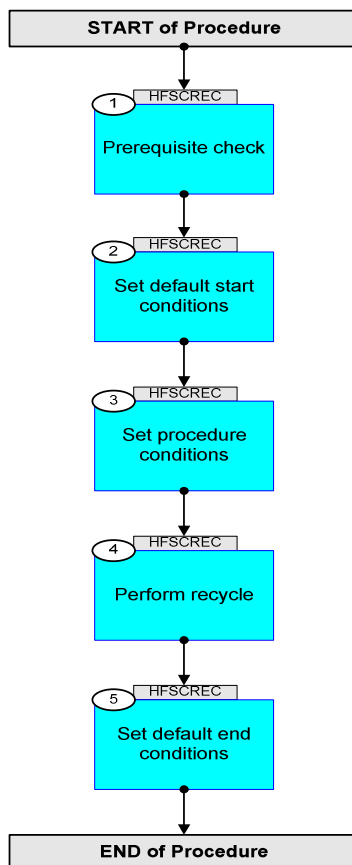 START of Procedure
HFSCREC
1
Prerequisite check
HFSCREC
2
Set default start
conditions
HFSCREC
3
Set procedure
conditions
HFSCREC
4
Perform recycle
HFSCREC
5
Set default end
conditions
END of Procedure